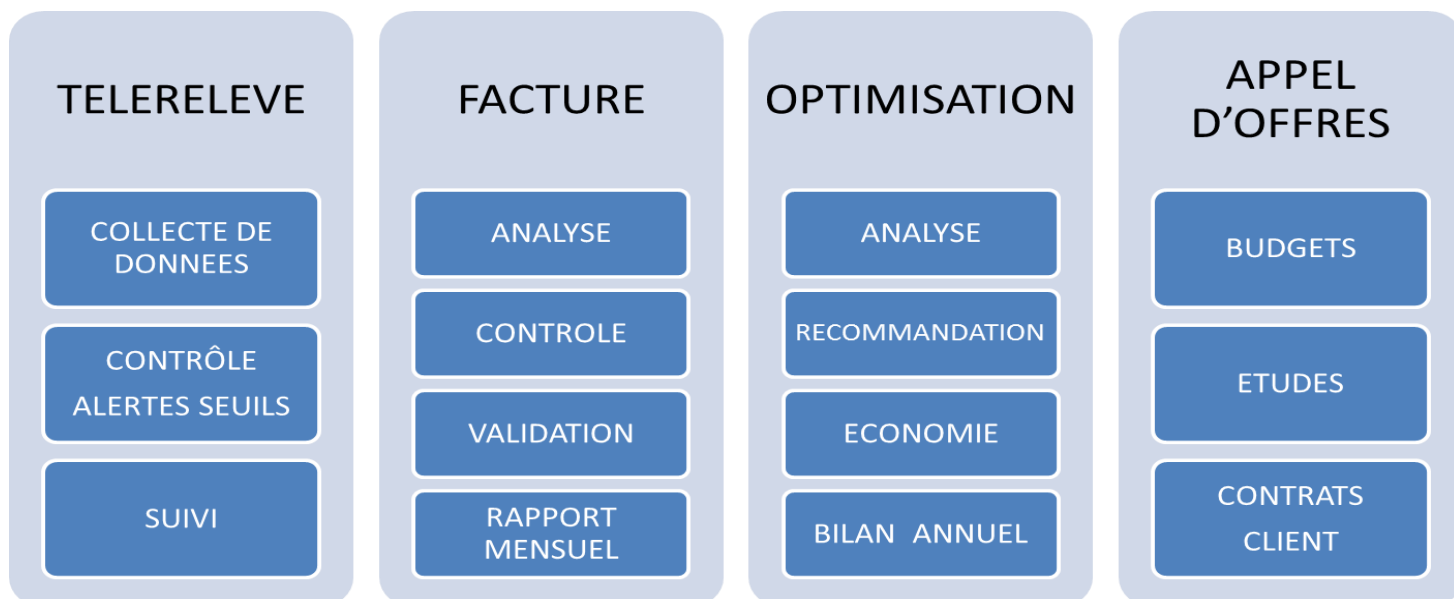 TELERELEVE
COLLECTE DE
DONNEES
CONTRÔLE
ALERTES SEUILS
SUIVI
FACTURE
ANALYSE
CONTROLE
VALIDATION
RAPPORT
MENSUEL
OPTIMISATION
ANALYSE
RECOMMANDATION
ECONOMIE
BILAN ANNUEL
APPEL
D’OFFRES
BUDGETS
ETUDES
CONTRATS
CLIENT